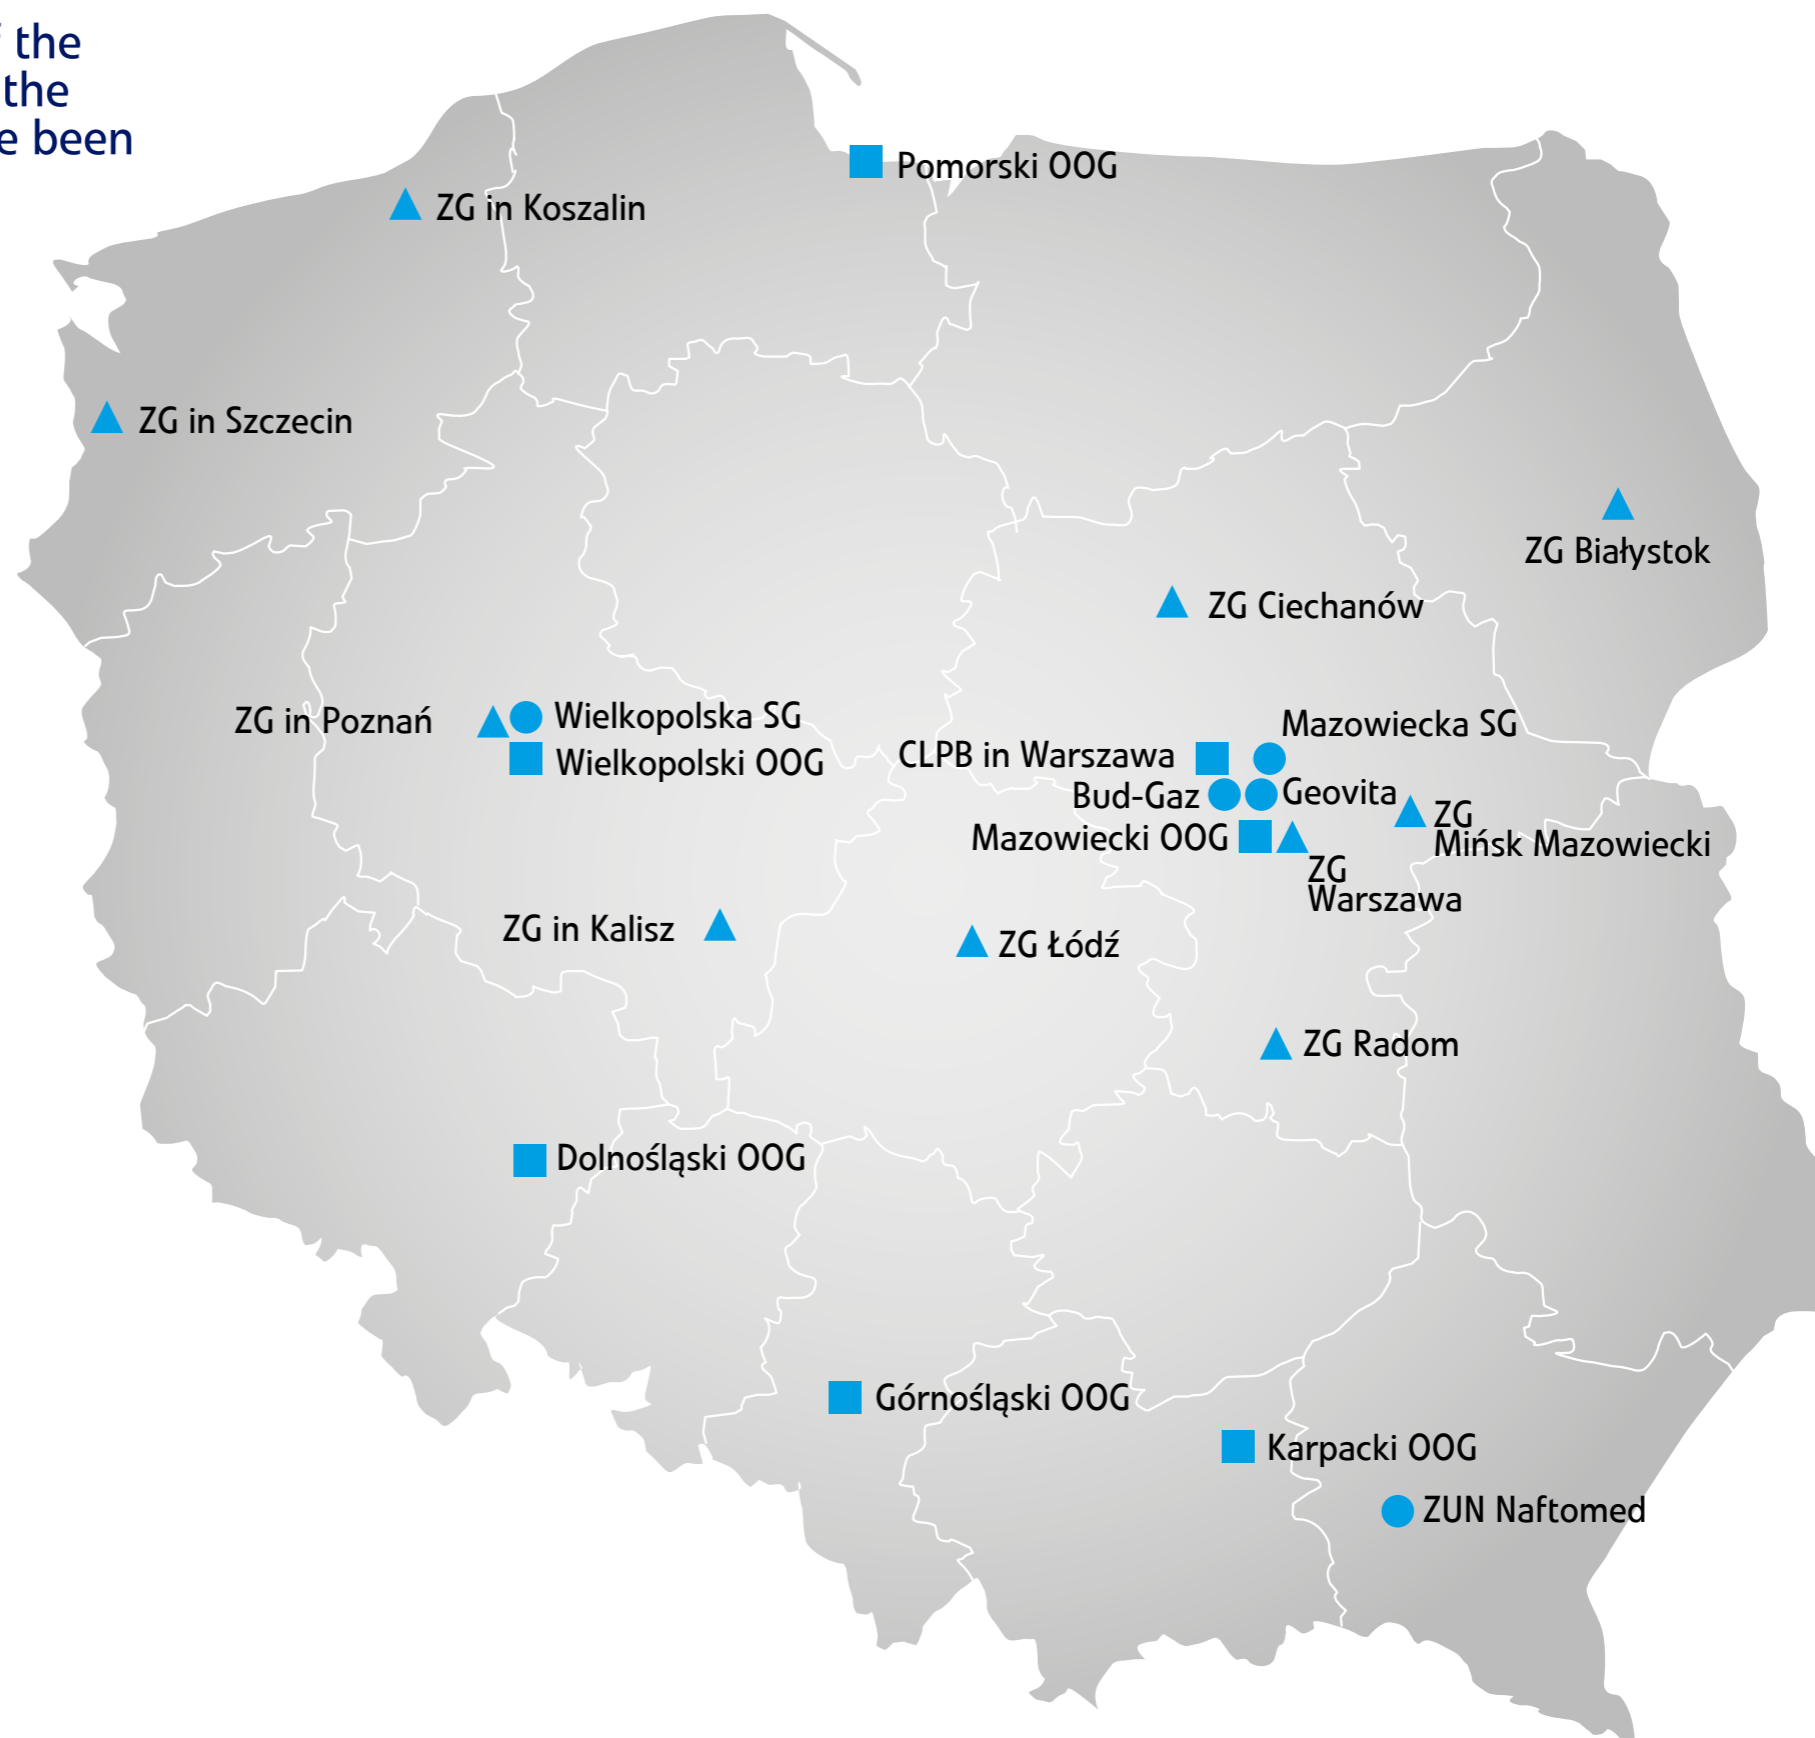 f the
the
e been
Pomorski OOG
ZG in Koszalin
ZG in Szczecin
ZG Białystok
ZG Ciechanów
ZG in Poznań
Wielkopolska SG
Wielkopolski OOG
Mazowiecka SG
CLPB in Warszawa
Bud-Gaz
Geovita
Mazowiecki OOG
ZG
Mińsk Mazowiecki
ZG
Warszawa
ZG in Kalisz
ZG Łódź
ZG Radom
Dolnośląski OOG
Górnośląski OOG
Karpacki OOG
ZUN Naftomed